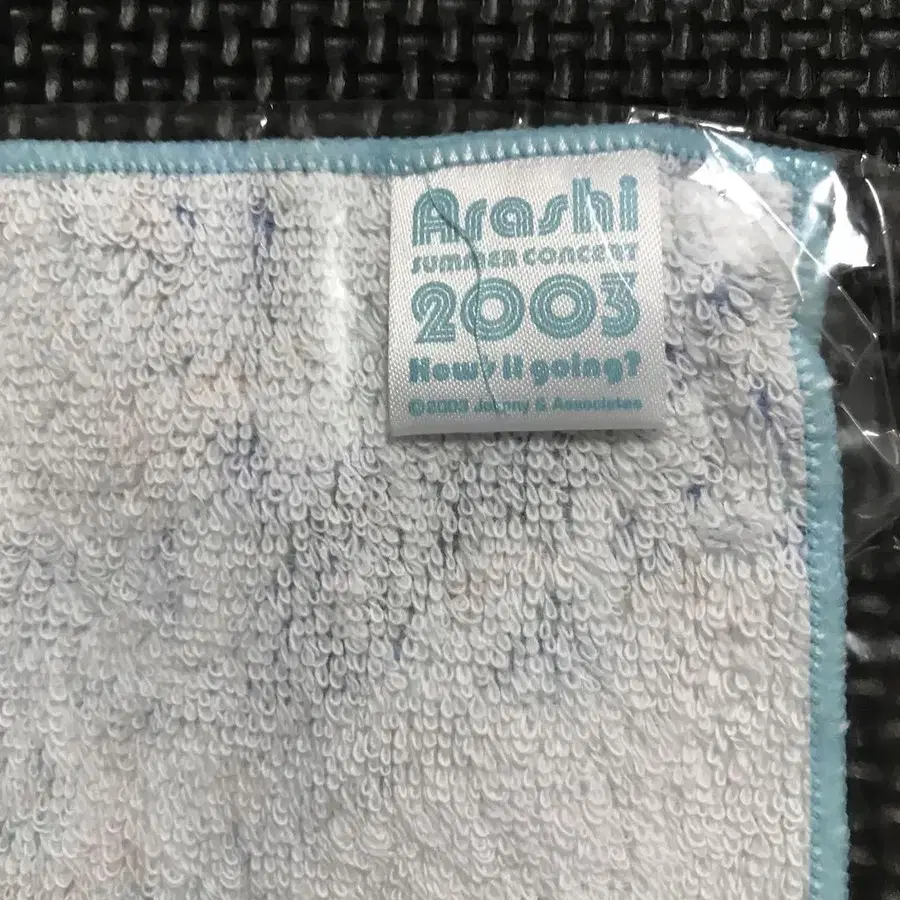 Arashi
SUMMER CONCERT
2003
How's it going?
©2003 Johnny & Associates